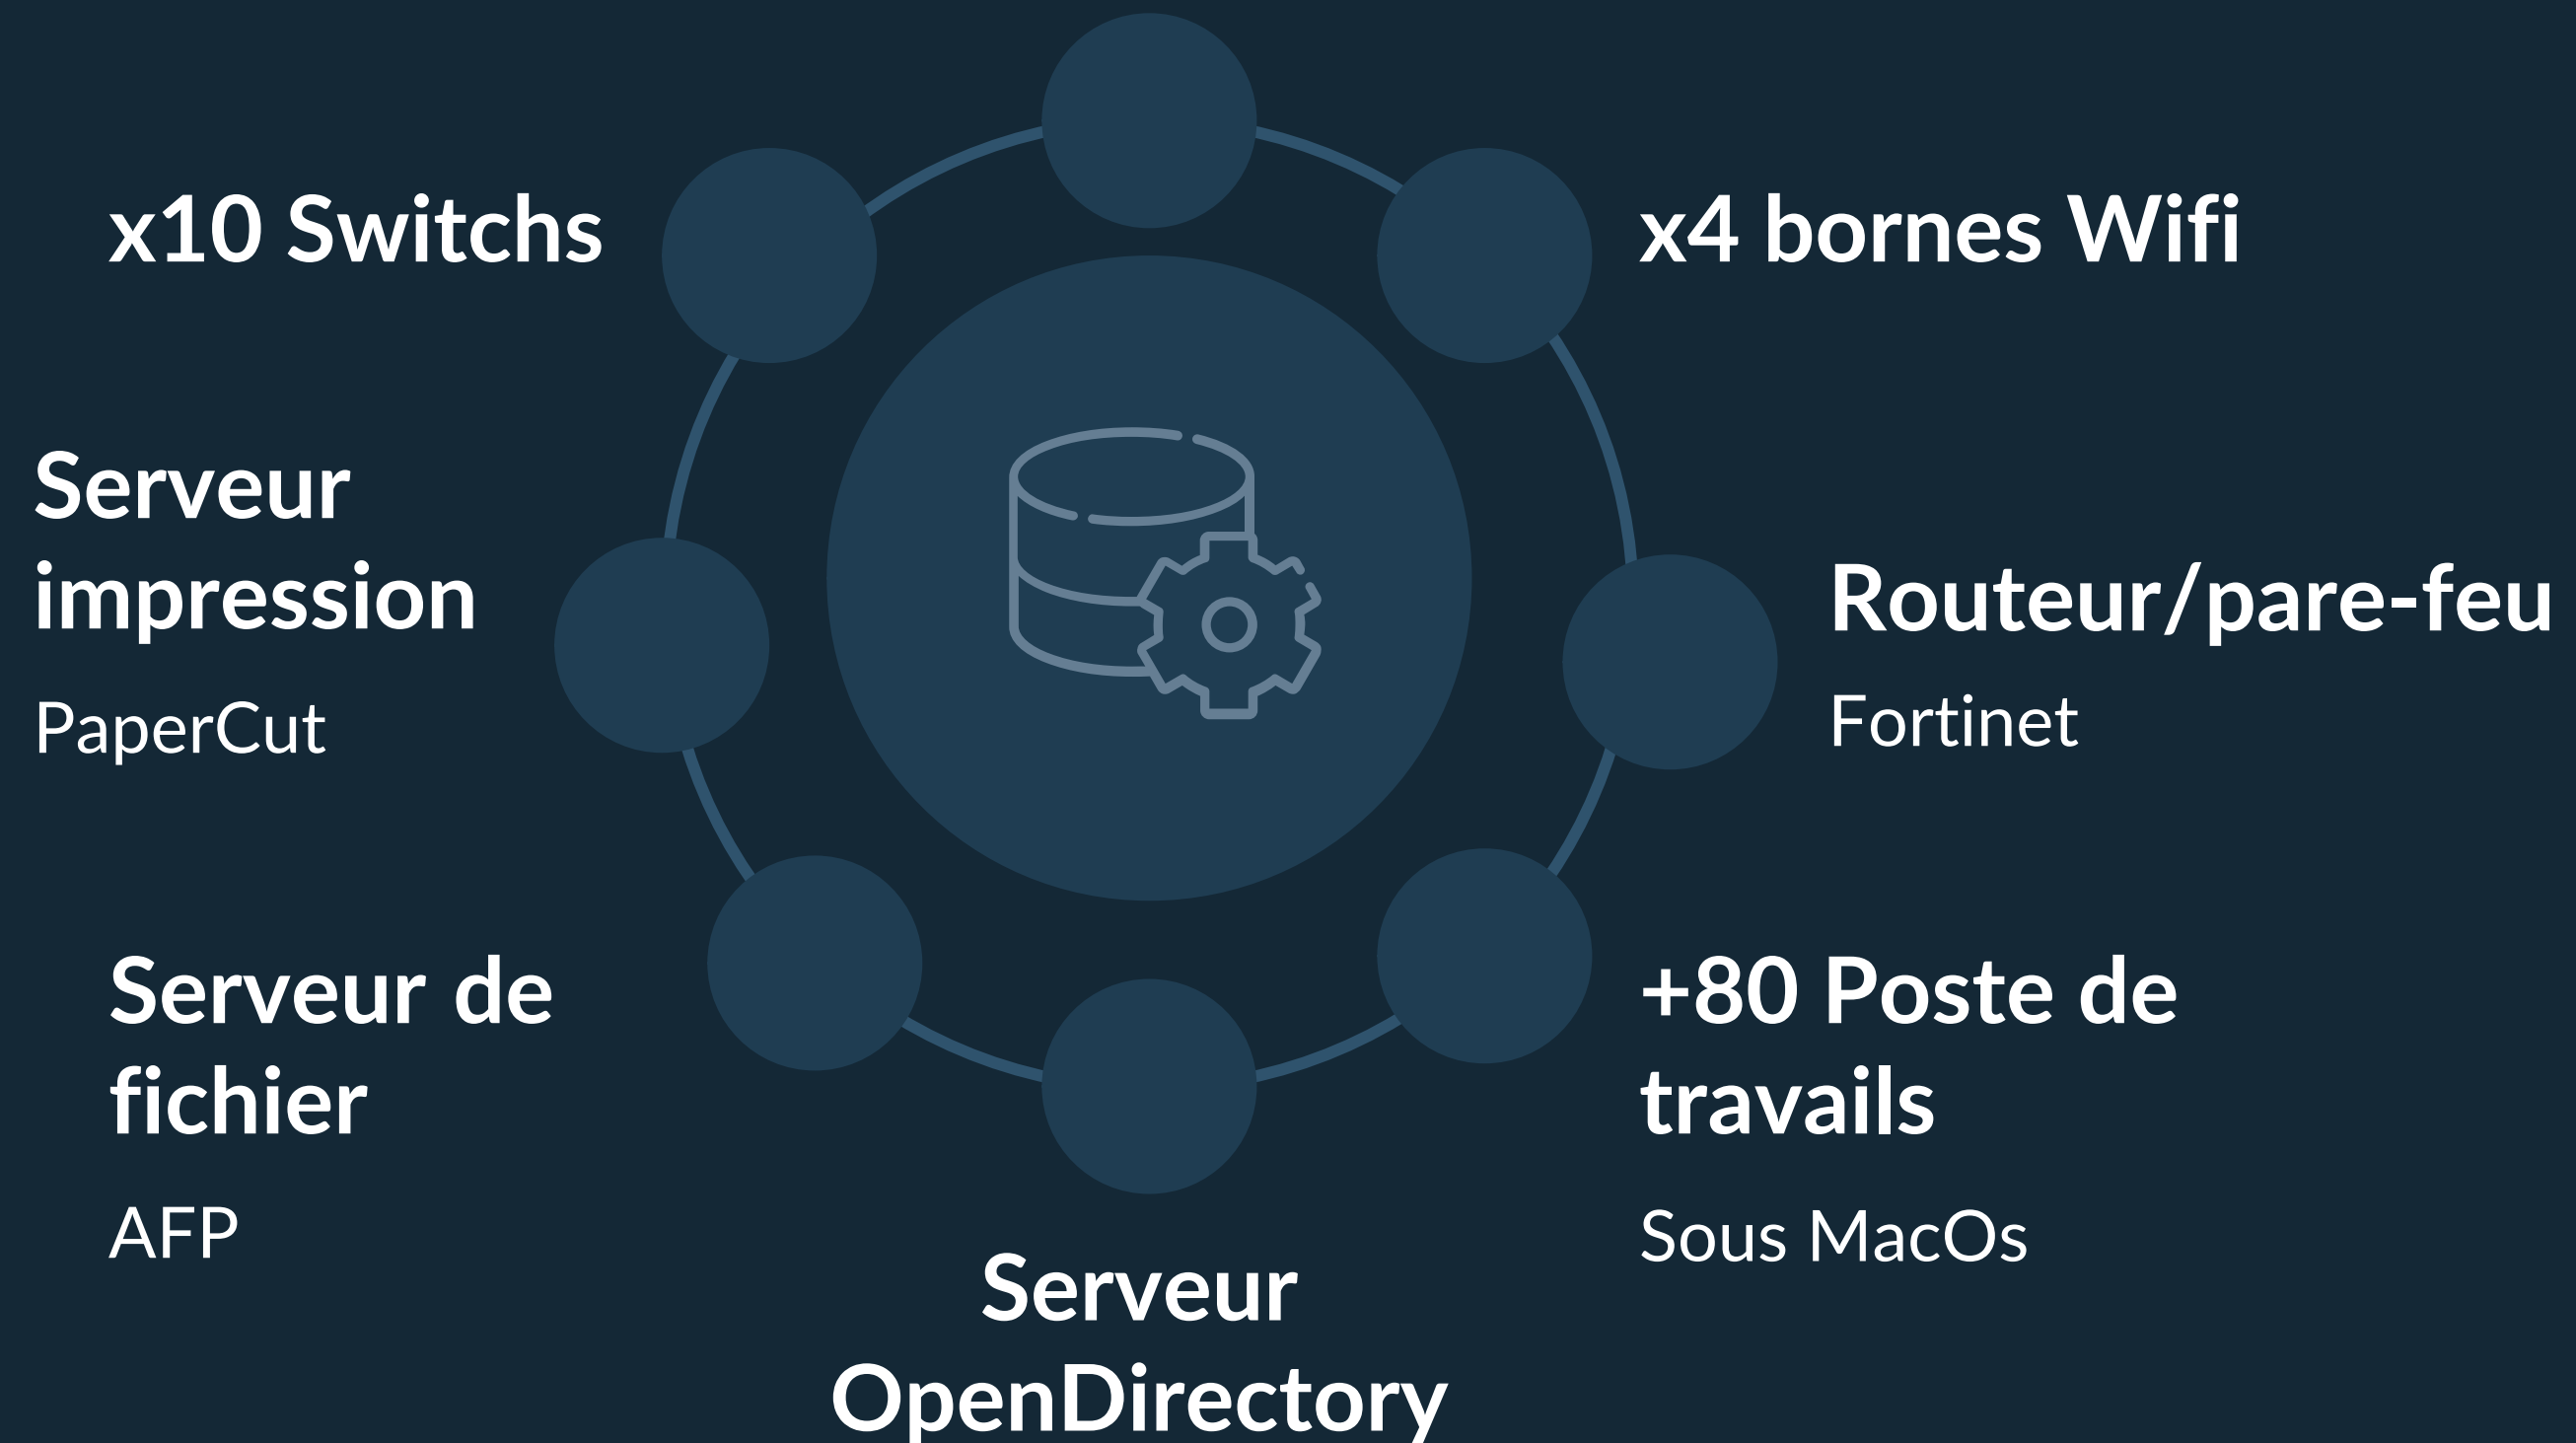 x10 Switchs
x4 bornes Wifi
Serveur
impression
PaperCut
Routeur/pare-feu
Fortinet
Serveur de
fichier
AFP
+80 Poste de
travails
Sous MacOs
Serveur
OpenDirectory